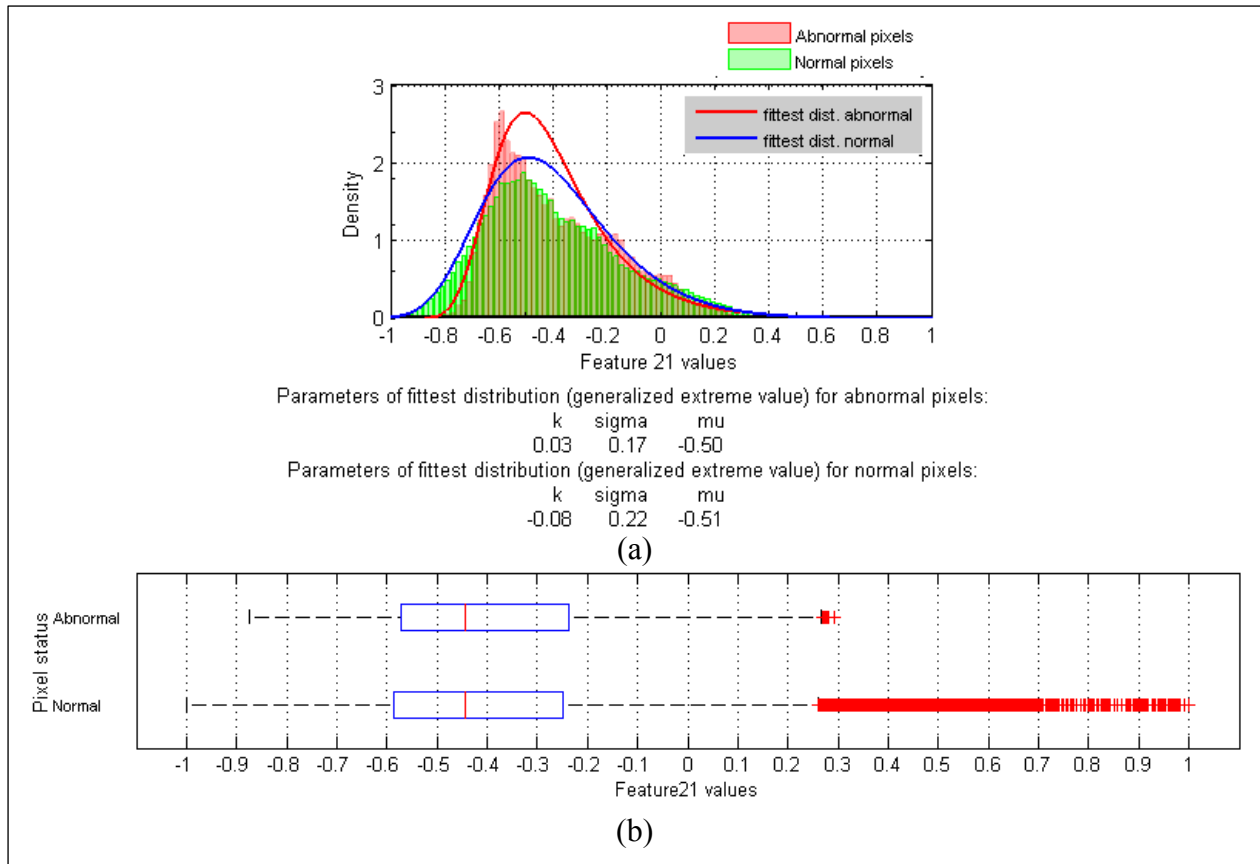 Abnormal pixels
Normal pixels
fittest dist. abnormal
fittest dist. normal
3
2
1
0
Density
-1 -0.8 -0.6 -0.4 -0.2 0 0.2 0.4 0.6 0.8 1
Feature 21 values
Parameters of fittest distribution (generalized extreme value) for abnormal pixels:
k sigma mu
0.03 0.17 -0.50
Parameters of fittest distribution (generalized extreme value) for normal pixels:
k sigma mu
-0.08 0.22 -0.51
(a)
Pixel status
Abnormal
Normal
-1 -0.9 -0.8 -0.7 -0.6 -0.5 -0.4 -0.3 -0.2 -0.1 0 0.1 0.2 0.3 0.4 0.5 0.6 0.7 0.8 0.9 1
Feature21 values
(b)